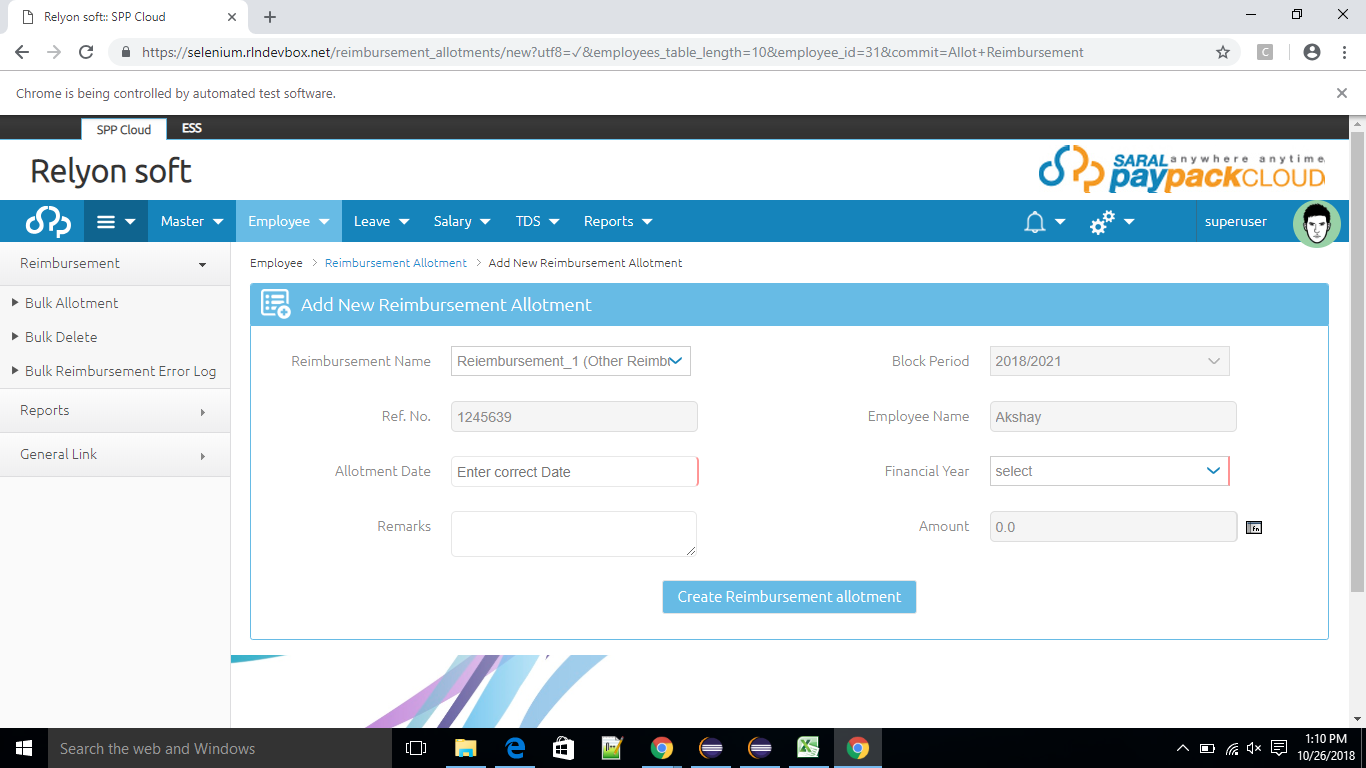 Relyon soft:: SPP Cloud
https://selenium.rlndevbox.net/reimbursement_allotments/new?utf8=✓&employees_table_length=10&employee_id=31&commit=Allot+Reimbursement
C
Chrome is being controlled by automated test software.
SPP Cloud ESS
Relyon soft
SARAL anywhere anytime
paypackCLOUD
Master Employee Leave Salary TDS Reports superuser
Reimbursement
Bulk Allotment
Bulk Delete
Bulk Reimbursement Error Log
Reports
General Link
Employee > Reimbursement Allotment > Add New Reimbursement Allotment
Add New Reimbursement Allotment
Reimbursement Name Reiembursement_1 (Other Reimb Block Period 2018/2021
Ref. No. 1245639 Employee Name Akshay
Allotment Date Enter correct Date Financial Year select
Remarks Amount 0.0 fn
Create Reimbursement allotment
Search the web and Windows
1:10 PM
10/26/2018